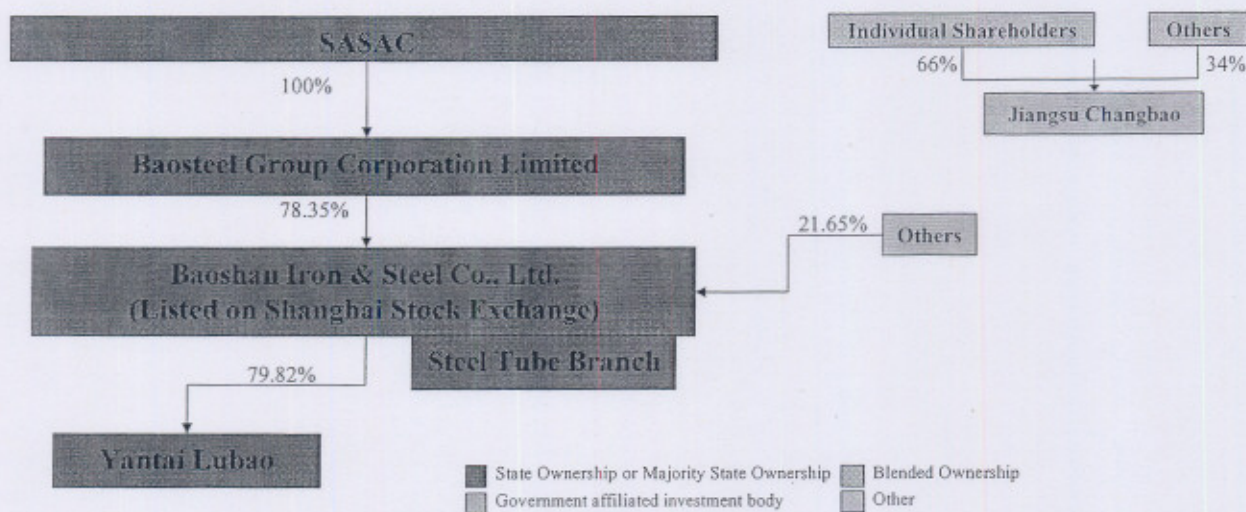 SASAC
Individual Shareholders
Others
66%
34%
100%
Jiangsu Changbao
Baosteel Group Corporation Limited
78.35%
21.65%
Others
Baoshan Iron & Steel Co., Ltd.
(Listed on Shanghai Stock Exchange)
Steel Tube Branch
79.82%
Yantai Lubao
State Ownership or Majority State Ownership
Blended Ownership
Government affiliated investment body
Other